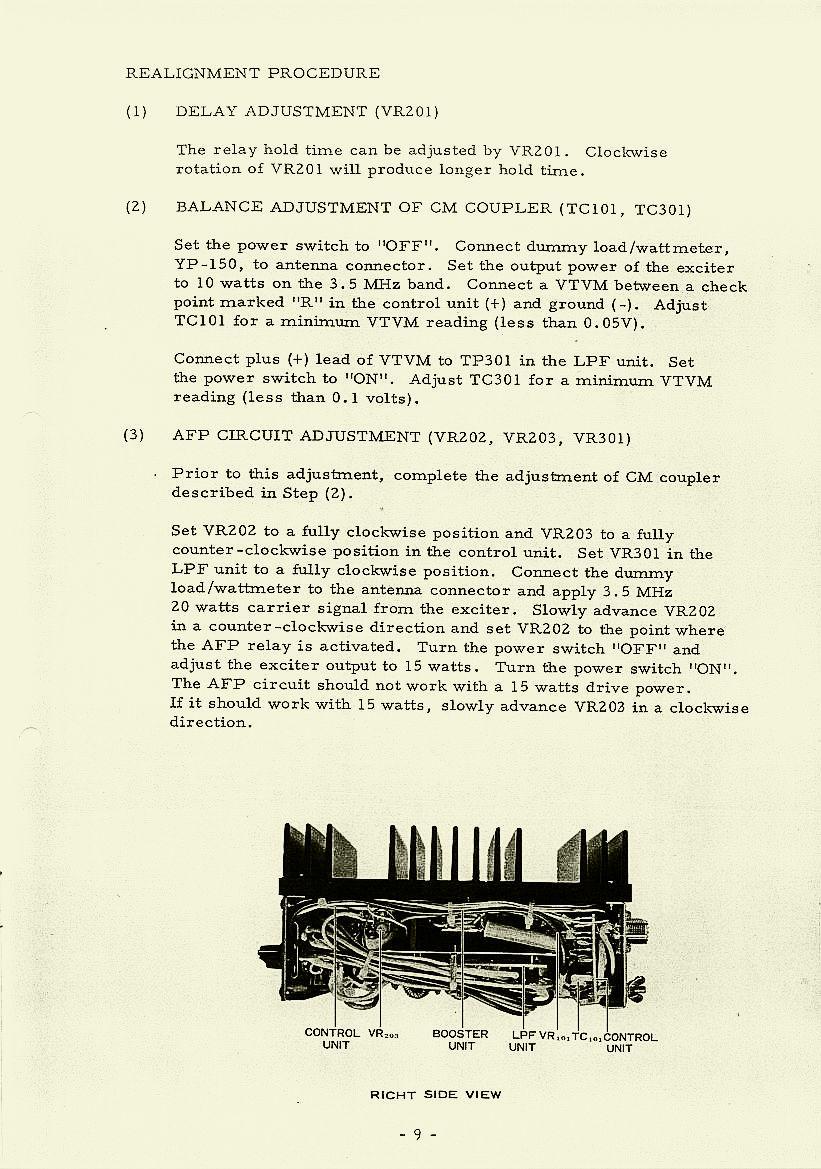 REALIGNMENT PROCEDURE
(1) DELAY ADJUSTMENT (VR201)
The relay hold time can be adjusted by VR201. Clockwise
rotation of VR201 will produce longer hold time.
(2) BALANCE ADJUSTMENT OF CM COUPLER (TC101, TC301)
Set the power switch to "OFF". Connect dummy load/wattmeter,
YP-150, to antenna connector. Set the output power of the exciter
to 10 watts on the 3.5 MHz band. Connect a VTVM between a check
point marked "R" in the control unit (+) and ground (-). Adjust
TC101 for a minimum VTVM reading (less than 0.05V).
Connect plus (+) lead of VTVM to TP301 in the LPF unit. Set
the power switch to "ON". Adjust TC301 for a minimum VTVM
reading (less than 0.1 volts).
(3) AFP CIRCUIT ADJUSTMENT (VR202, VR203, VR301)
Prior to this adjustment, complete the adjustment of CM coupler
described in Step (2).
Set VR202 to a fully clockwise position and VR203 to a fully
counter-clockwise position in the control unit. Set VR301 in the
LPF unit to a fully clockwise position. Connect the dummy
load/wattmeter to the antenna connector and apply 3.5 MHz
20 watts carrier signal from the exciter. Slowly advance VR202
in a counter-clockwise direction and set VR202 to the point where
the AFP relay is activated. Turn the power switch "OFF" and
adjust the exciter output to 15 watts. Turn the power switch "ON".
The AFP circuit should not work with a 15 watts drive power.
If it should work with 15 watts, slowly advance VR203 in a clockwise
direction.
CONTROL UNIT VR203 BOOSTER UNIT LPF UNIT VR101 TC101 CONTROL UNIT
RIGHT SIDE VIEW
- 9 -